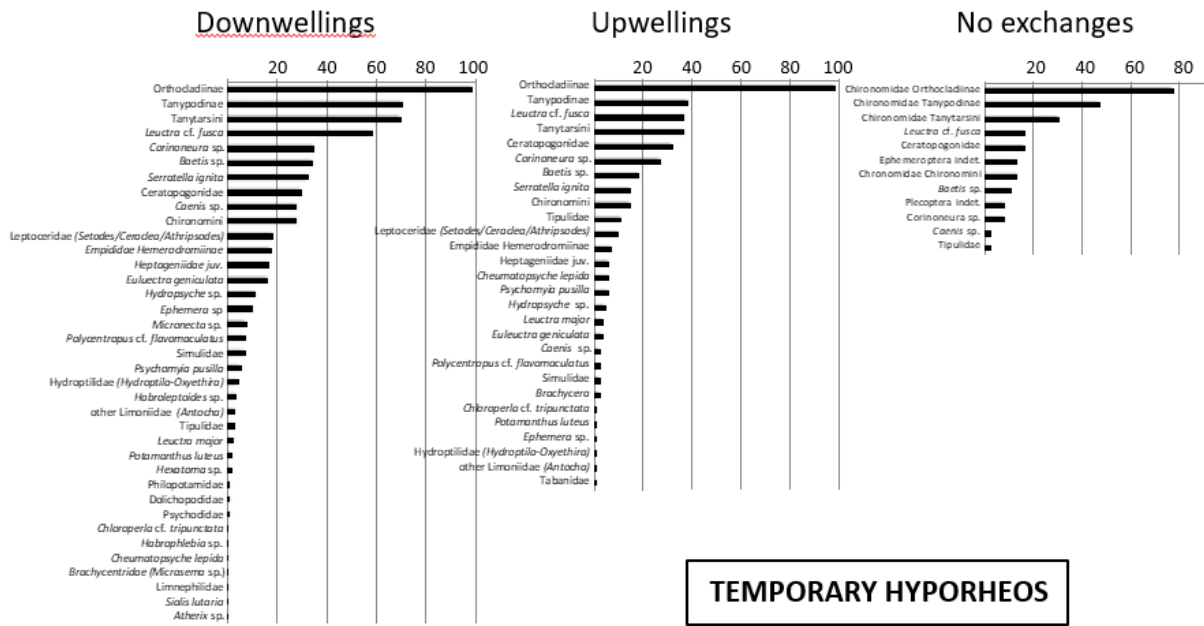 Downwellings
20 40 60 80 100
Orthocladiinae
Tanypodinae
Tanytarsini
Leuctra cf. fusca
Corinoneura sp.
Baetis sp.
Serratella ignita
Ceratopogonidae
Caenis sp.
Chironomini
Leptoceridae (Setodes/Ceraclea/Athripsodes)
Empididae Hemerodromiinae
Heptageniidae juv.
Euluectra geniculata
Hydropsyche sp.
Ephemera sp
Micronecta sp.
Polycentropus cf. flavomaculatus
Simulidae
Psychomyia pusilla
Hydroptilidae (Hydroptila-Oxyethira)
Habroleptoides sp.
other Limoniidae (Antocha)
Tipulidae
Leuctra major
Potamanthus luteus
Hexatoma sp.
Philopotamidae
Dolichopodidae
Psychodidae
Chloroperla cf. tripunctata
Habrophlebia sp.
Cheumatopsyche lepida
Brachycentridae (Micrasema sp.)
Limnephilidae
Sialis lutaria
Atherix sp.
Upwellings
20 40 60 80 100
Orthocladiinae
Tanypodinae
Leuctra cf. fusca
Tanytarsini
Ceratopogonidae
Corinoneura sp.
Baetis sp.
Serratella ignita
Chironomini
Tipulidae
Leptoceridae (Setodes/Ceraclea/Athripsodes)
Empididae Hemerodromiinae
Heptageniidae juv.
Cheumatopsyche lepida
Psychomyia pusilla
Hydropsyche sp.
Leuctra major
Euleuctra geniculata
Caenis sp.
Polycentropus cf. flavomaculatus
Simulidae
Brachycera
Chloroperla cf. tripunctata
Potamanthus luteus
Ephemera sp.
Hydroptilidae (Hydroptila-Oxyethira)
other Limoniidae (Antocha)
Tabanidae
No exchanges
20 40 60 80
Chironomidae Orthocladiinae
Chironomidae Tanypodinae
Chironomidae Tanytarsini
Leuctra cf. fusca
Ceratopogonidae
Ephemeroptera indet.
Chronomidae Chironomini
Baetis sp.
Plecoptera indet.
Corinoneura sp.
Caenis sp.
Tipulidae
TEMPORARY HYPORHEOS